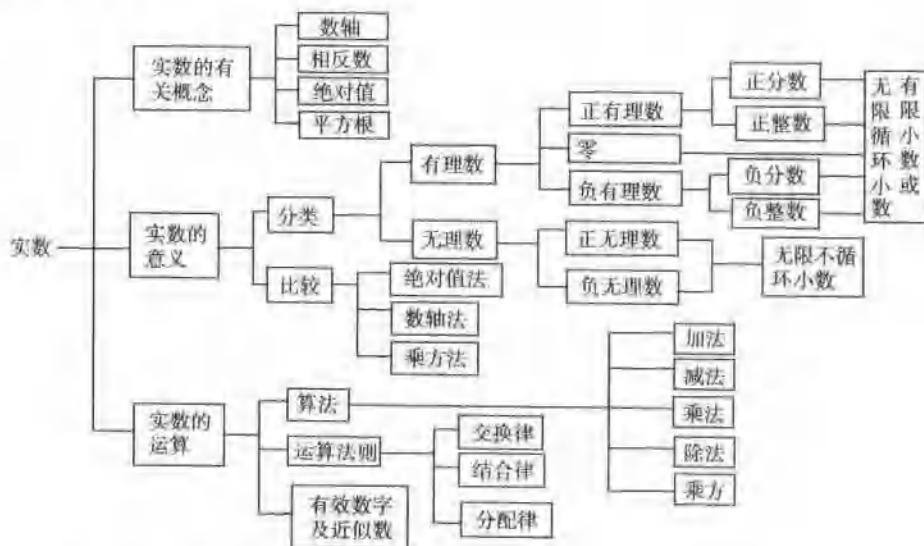 实数
实数的有
关概念
数轴
相反数
绝对值
平方根
实数的
意义
分类
有理数
正有理数
正分数
正整数
零
负有理数
负分数
负整数
有限小数或
无限循环小数
无理数
正无理数
负无理数
无限不循
环小数
比较
绝对值法
数轴法
乘方法
实数的
运算
算法
加法
减法
乘法
除法
乘方
运算法则
交换律
结合律
分配律
有效数字
及近似数